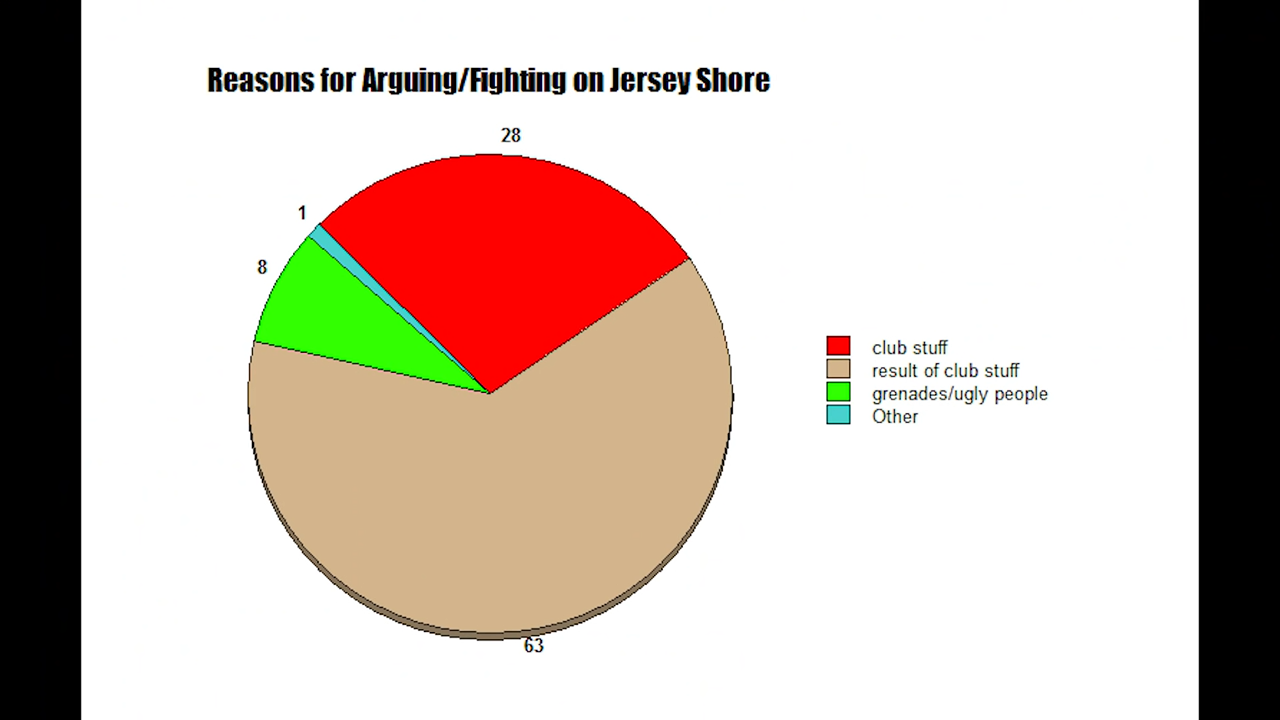 Reasons for Arguing/Fighting on Jersey Shore
28
1
8
63
club stuff
result of club stuff
grenades/ugly people
Other